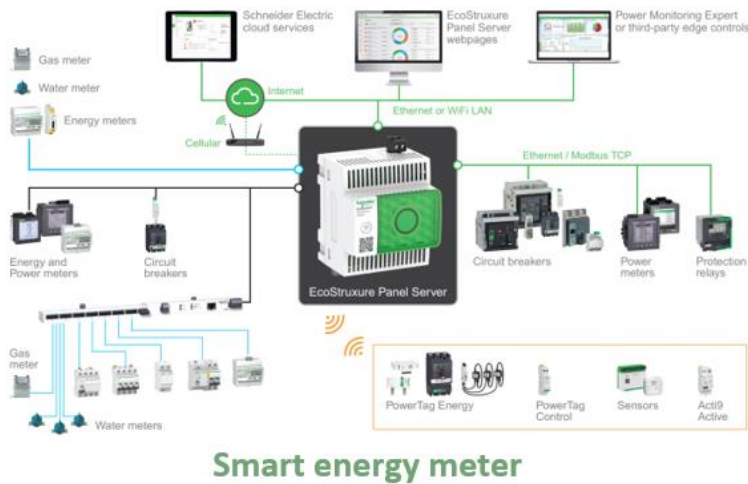 Schneider Electric
cloud services
EcoStruxure
Panel Server
webpages
Power Monitoring Expert
or third-party edge controls
Gas meter
Water meter
Energy meters
Internet
Cellular
Ethernet or WiFi LAN
Ethernet / Modbus TCP
Energy and
Power meters
Circuit
breakers
EcoStruxure Panel Server
Circuit breakers
Power
meters
Protection
relays
Gas
meter
Water meters
PowerTag Energy
PowerTag
Control
Sensors
Acti9
Active
Smart energy meter